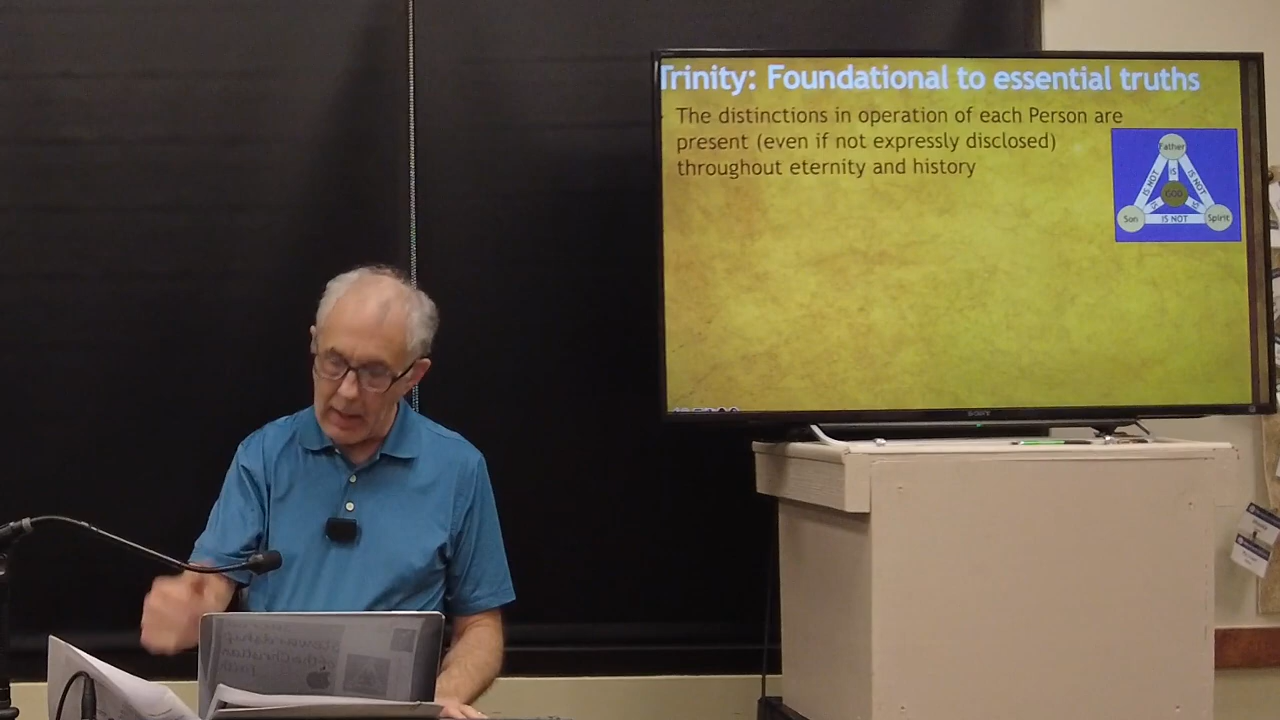 Trinity: Foundational to essential truths
The distinctions in operation of each Person are
present (even if not expressly disclosed)
throughout eternity and history
Father
IS NOT
IS
IS NOT
GOD
IS
IS
Son
IS NOT
Spirit
SONY